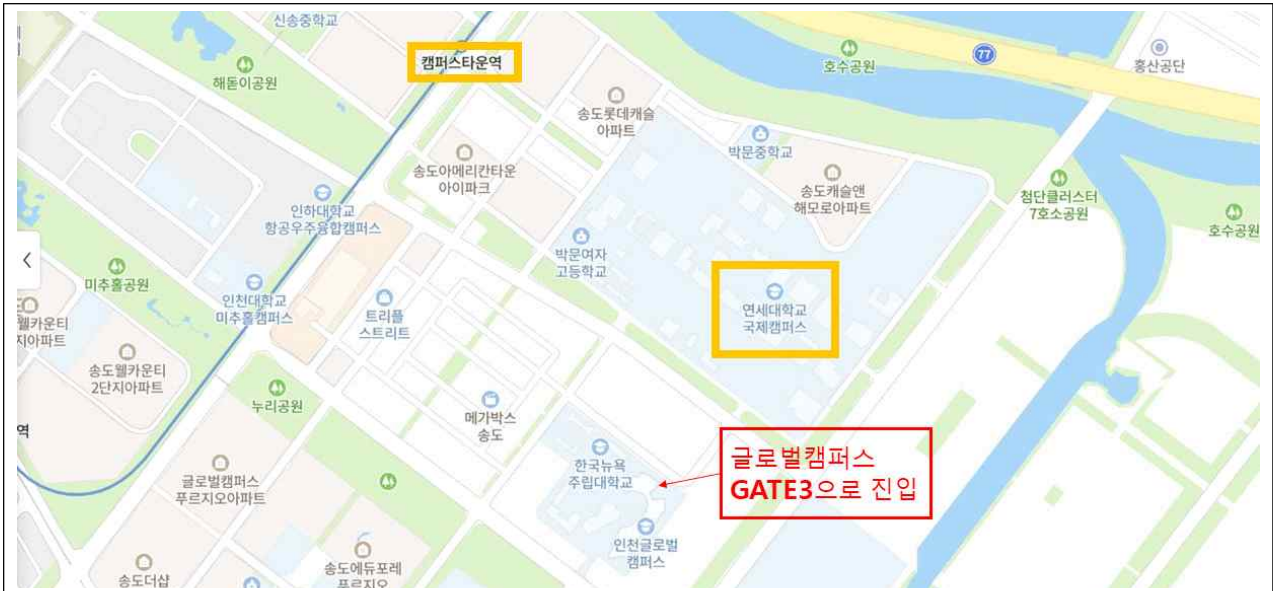 신송중학교
캠퍼스타운역
해돋이공원
호수공원
77
홍산공단
송도롯데캐슬
아파트
박문중학교
송도아메리칸타운
아이파크
송도캐슬앤
해모로아파트
첨단클러스터
7호소공원
호수공원
인하대학교
항공우주융합캠퍼스
박문여자
고등학교
미추홀공원
인천대학교
미추홀캠퍼스
트리플
스트리트
연세대학교
국제캠퍼스
웰카운티
지아파트
송도웰카운티
2단지아파트
누리공원
메가박스
송도
역
글로벌캠퍼스
푸르지오아파트
한국뉴욕
주립대학교
글로벌캠퍼스
GATE3으로 진입
인천글로벌
캠퍼스
송도에듀포레
푸르지오
송도더샵